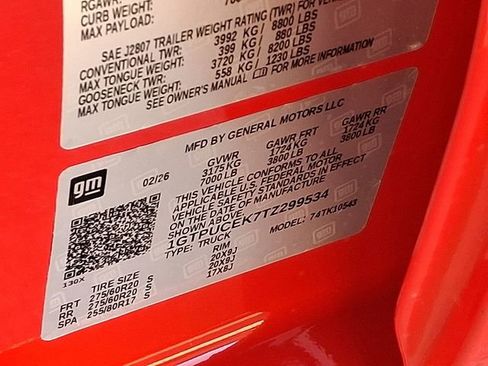 CURB WEIGHT:
MAX PAYLOAD:
SAE J2807 TRAILER WEIGHT RATING (TWR) FOR
CONVENTIONAL TWR: 3992 KG / 8800 LBS
MAX TONGUE WEIGHT: 399 KG / 880 LBS
GOOSENECK TWR: 3720 KG / 8200 LBS
MAX TONGUE WEIGHT: 558 KG / 1230 LBS
SEE OWNER'S MANUAL FOR MORE INFORMATION
gm
MFD BY GENERAL MOTORS LLC
02/26 GVWR GAWR FRT GAWR RR
3175 KG 1724 KG 1724 KG
7000 LB 3800 LB 3800 LB
THIS VEHICLE CONFORMS TO ALL
APPLICABLE U.S. FEDERAL MOTOR
VEHICLE SAFETY STANDARDS IN EFFECT
ON THE DATE OF MANUFACTURE
SHOWN ABOVE.
1GTPUCEK7TZ299534
TYPE: TRUCK MODEL: 74TK10543
130X
TIRE SIZE RIM
FRT 275/60R20 S 20X9J
RR 275/60R20 S 20X9J
SPA 255/80R17 S 17X8J